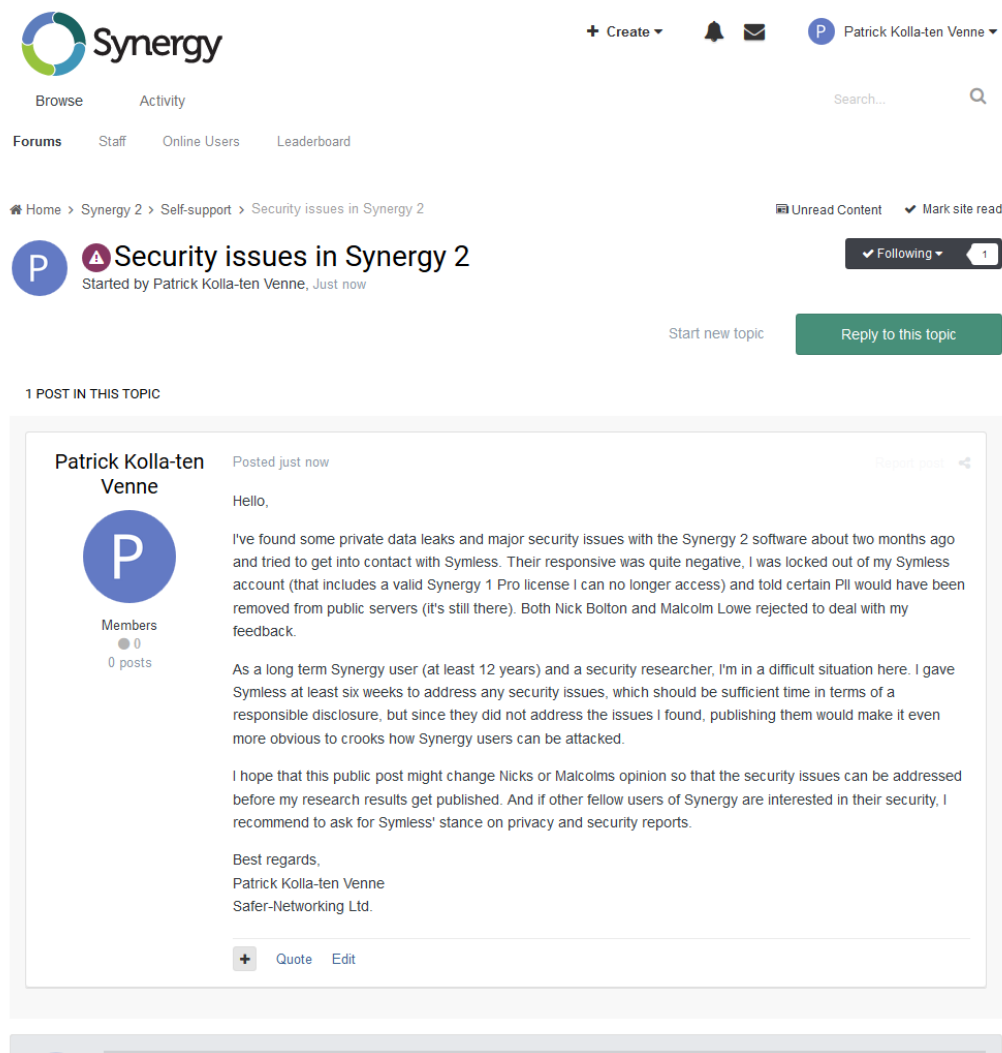 Synergy
+ Create
P
Patrick Kolla-ten Venne
Browse
Activity
Search...
Forums
Staff
Online Users
Leaderboard
Home > Synergy 2 > Self-support > Security issues in Synergy 2
Unread Content
Mark site read
P
Security issues in Synergy 2
Started by Patrick Kolla-ten Venne, Just now
Following
1
Start new topic
Reply to this topic
1 POST IN THIS TOPIC
Patrick Kolla-ten
Venne
P
Members
0
0 posts
Posted just now
Report post
Hello,
I've found some private data leaks and major security issues with the Synergy 2 software about two months ago
and tried to get into contact with Symless. Their responsive was quite negative, I was locked out of my Symless
account (that includes a valid Synergy 1 Pro license I can no longer access) and told certain PII would have been
removed from public servers (it's still there). Both Nick Bolton and Malcolm Lowe rejected to deal with my
feedback.
As a long term Synergy user (at least 12 years) and a security researcher, I'm in a difficult situation here. I gave
Symless at least six weeks to address any security issues, which should be sufficient time in terms of a
responsible disclosure, but since they did not address the issues I found, publishing them would make it even
more obvious to crooks how Synergy users can be attacked.
I hope that this public post might change Nicks or Malcolms opinion so that the security issues can be addressed
before my research results get published. And if other fellow users of Synergy are interested in their security, I
recommend to ask for Symless' stance on privacy and security reports.
Best regards,
Patrick Kolla-ten Venne
Safer-Networking Ltd.
+
Quote
Edit